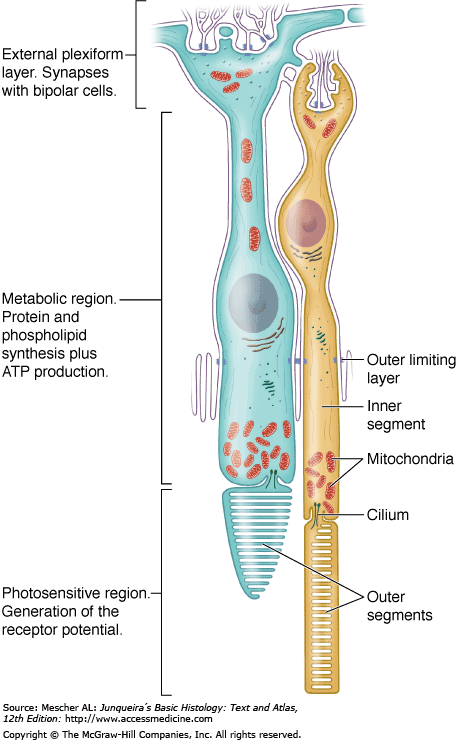 External plexiform
layer. Synapses
with bipolar cells.
Metabolic region.
Protein and
phospholipid
synthesis plus
ATP production.
Outer limiting
layer
Inner
segment
Mitochondria
Cilium
Photosensitive region.
Generation of the
receptor potential.
Outer
segments
Source: Mescher AL: Junqueira´s Basic Histology: Text and Atlas,
12th Edition: http://www.accessmedicine.com
Copyright © The McGraw-Hill Companies, Inc. All rights reserved.